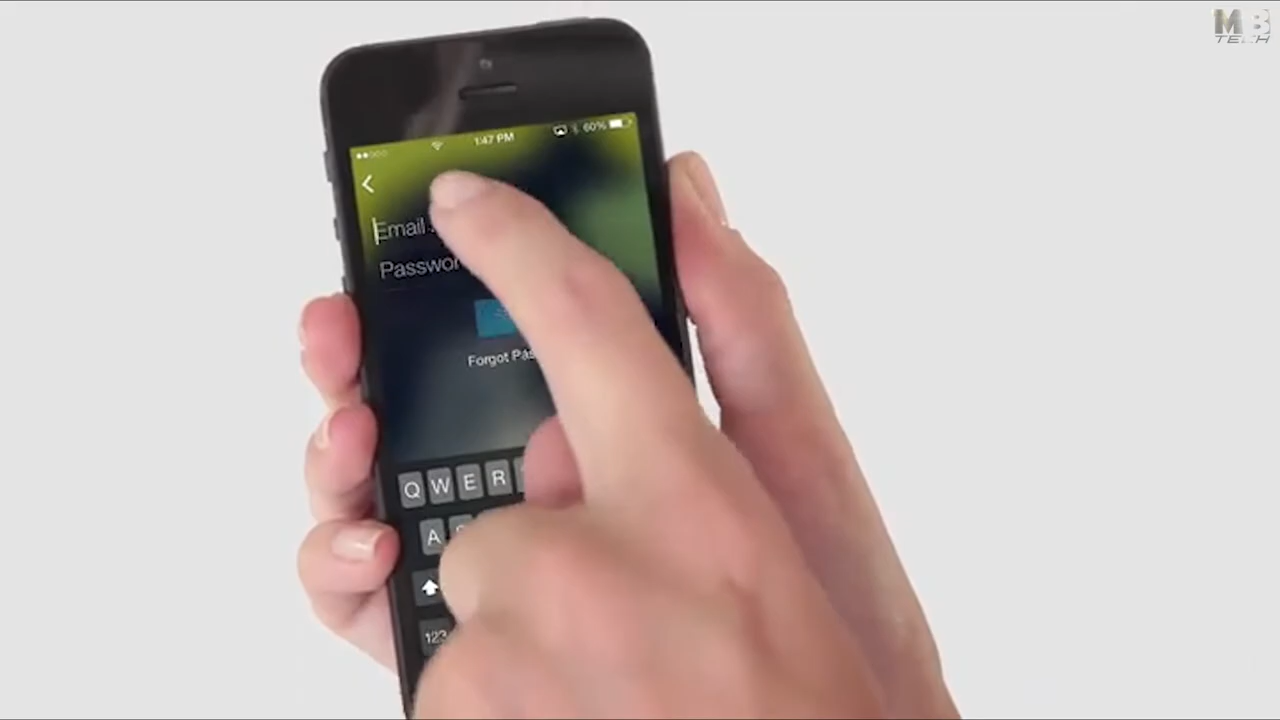 MB
TECH
1:47 PM
60%
Email
Passwor
Forgot Pas
Q W E R
A
123